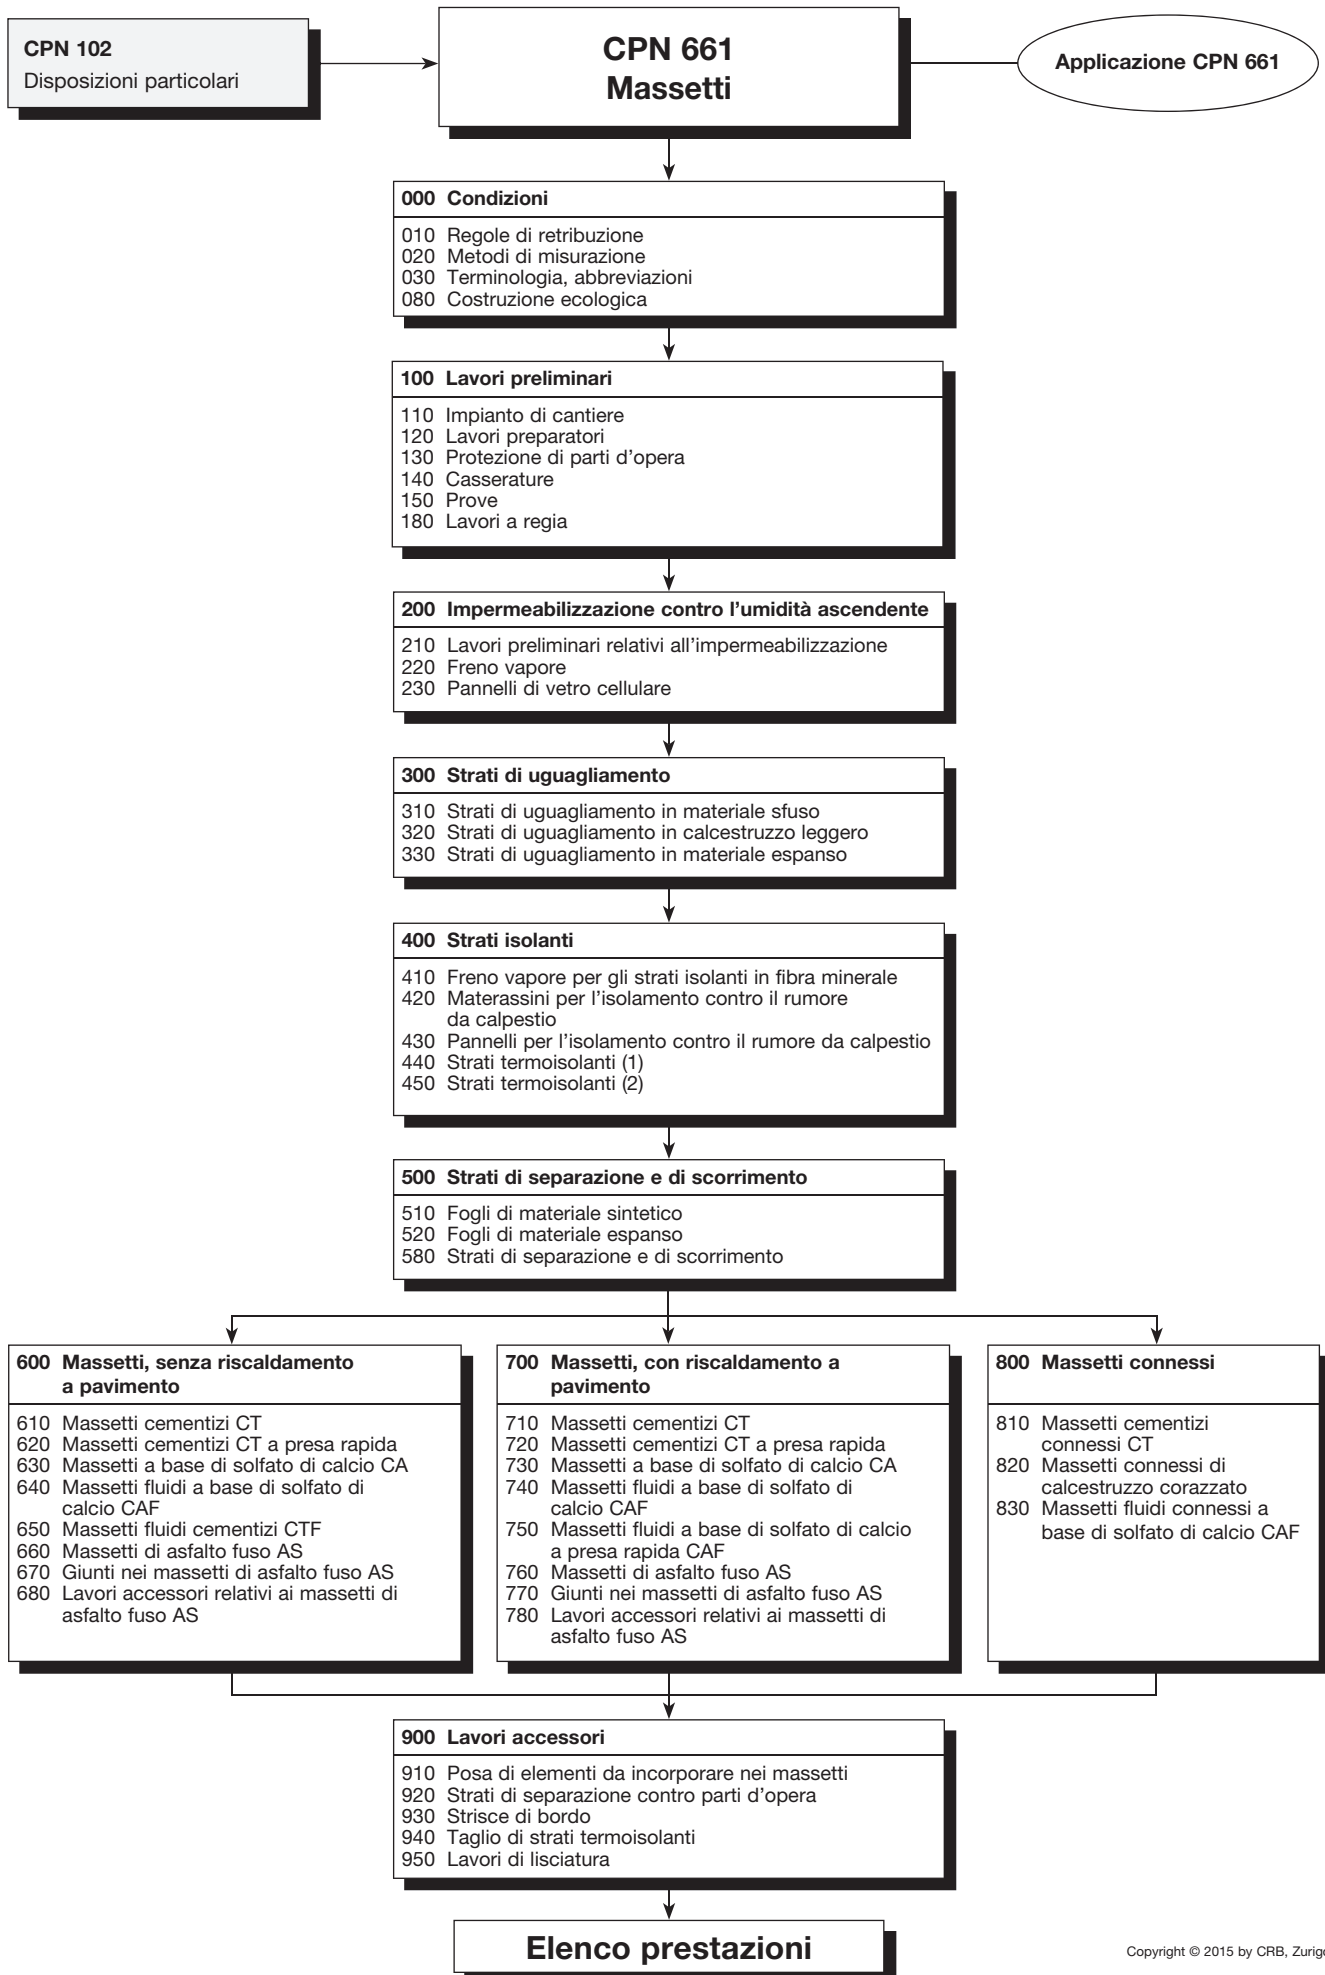 CPN 102
Disposizioni particolari
CPN 661
Massetti
Applicazione CPN 661
000 Condizioni
010 Regole di retribuzione
020 Metodi di misurazione
030 Terminologia, abbreviazioni
080 Costruzione ecologica
100 Lavori preliminari
110 Impianto di cantiere
120 Lavori preparatori
130 Protezione di parti d'opera
140 Casserature
150 Prove
180 Lavori a regia
200 Impermeabilizzazione contro l'umidità ascendente
210 Lavori preliminari relativi all'impermeabilizzazione
220 Freno vapore
230 Pannelli di vetro cellulare
300 Strati di uguagliamento
310 Strati di uguagliamento in materiale sfuso
320 Strati di uguagliamento in calcestruzzo leggero
330 Strati di uguagliamento in materiale espanso
400 Strati isolanti
410 Freno vapore per gli strati isolanti in fibra minerale
420 Materassini per l'isolamento contro il rumore
da calpestio
430 Pannelli per l'isolamento contro il rumore da calpestio
440 Strati termoisolanti (1)
450 Strati termoisolanti (2)
500 Strati di separazione e di scorrimento
510 Fogli di materiale sintetico
520 Fogli di materiale espanso
580 Strati di separazione e di scorrimento
600 Massetti, senza riscaldamento
a pavimento
610 Massetti cementizi CT
620 Massetti cementizi CT a presa rapida
630 Massetti a base di solfato di calcio CA
640 Massetti fluidi a base di solfato di
calcio CAF
650 Massetti fluidi cementizi CTF
660 Massetti di asfalto fuso AS
670 Giunti nei massetti di asfalto fuso AS
680 Lavori accessori relativi ai massetti di
asfalto fuso AS
700 Massetti, con riscaldamento a
pavimento
710 Massetti cementizi CT
720 Massetti cementizi CT a presa rapida
730 Massetti a base di solfato di calcio CA
740 Massetti fluidi a base di solfato di
calcio CAF
750 Massetti fluidi a base di solfato di calcio
a presa rapida CAF
760 Massetti di asfalto fuso AS
770 Giunti nei massetti di asfalto fuso AS
780 Lavori accessori relativi ai massetti di
asfalto fuso AS
800 Massetti connessi
810 Massetti cementizi
connessi CT
820 Massetti connessi di
calcestruzzo corazzato
830 Massetti fluidi connessi a
base di solfato di calcio CAF
900 Lavori accessori
910 Posa di elementi da incorporare nei massetti
920 Strati di separazione contro parti d'opera
930 Strisce di bordo
940 Taglio di strati termoisolanti
950 Lavori di lisciatura
Elenco prestazioni
Copyright © 2015 by CRB, Zurigo